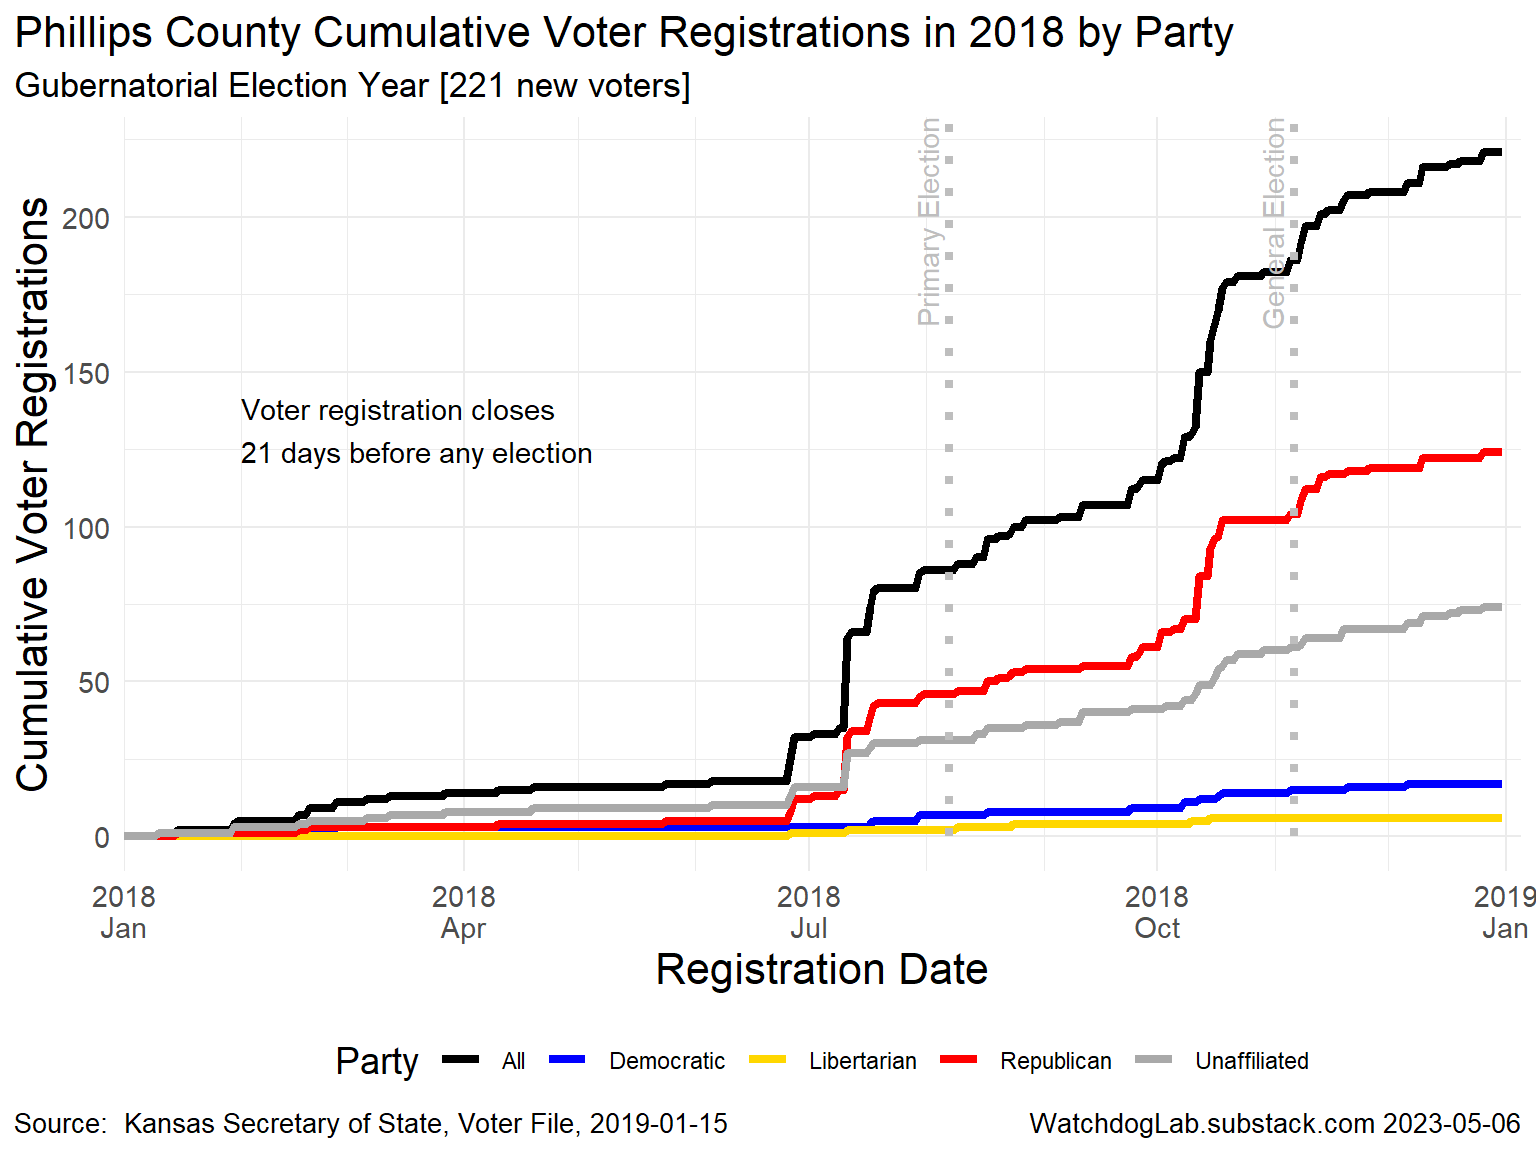 Phillips County Cumulative Voter Registrations in 2018 by Party
Gubernatorial Election Year [221 new voters]
Cumulative Voter Registrations
200
150
100
50
0
Primary Election
General Election
Voter registration closes
21 days before any election
2018 2018 2018 2018 2019
Jan Apr Jul Oct Jan
Registration Date
Party All Democratic Libertarian Republican Unaffiliated
Source:  Kansas Secretary of State, Voter File, 2019-01-15
WatchdogLab.substack.com 2023-05-06